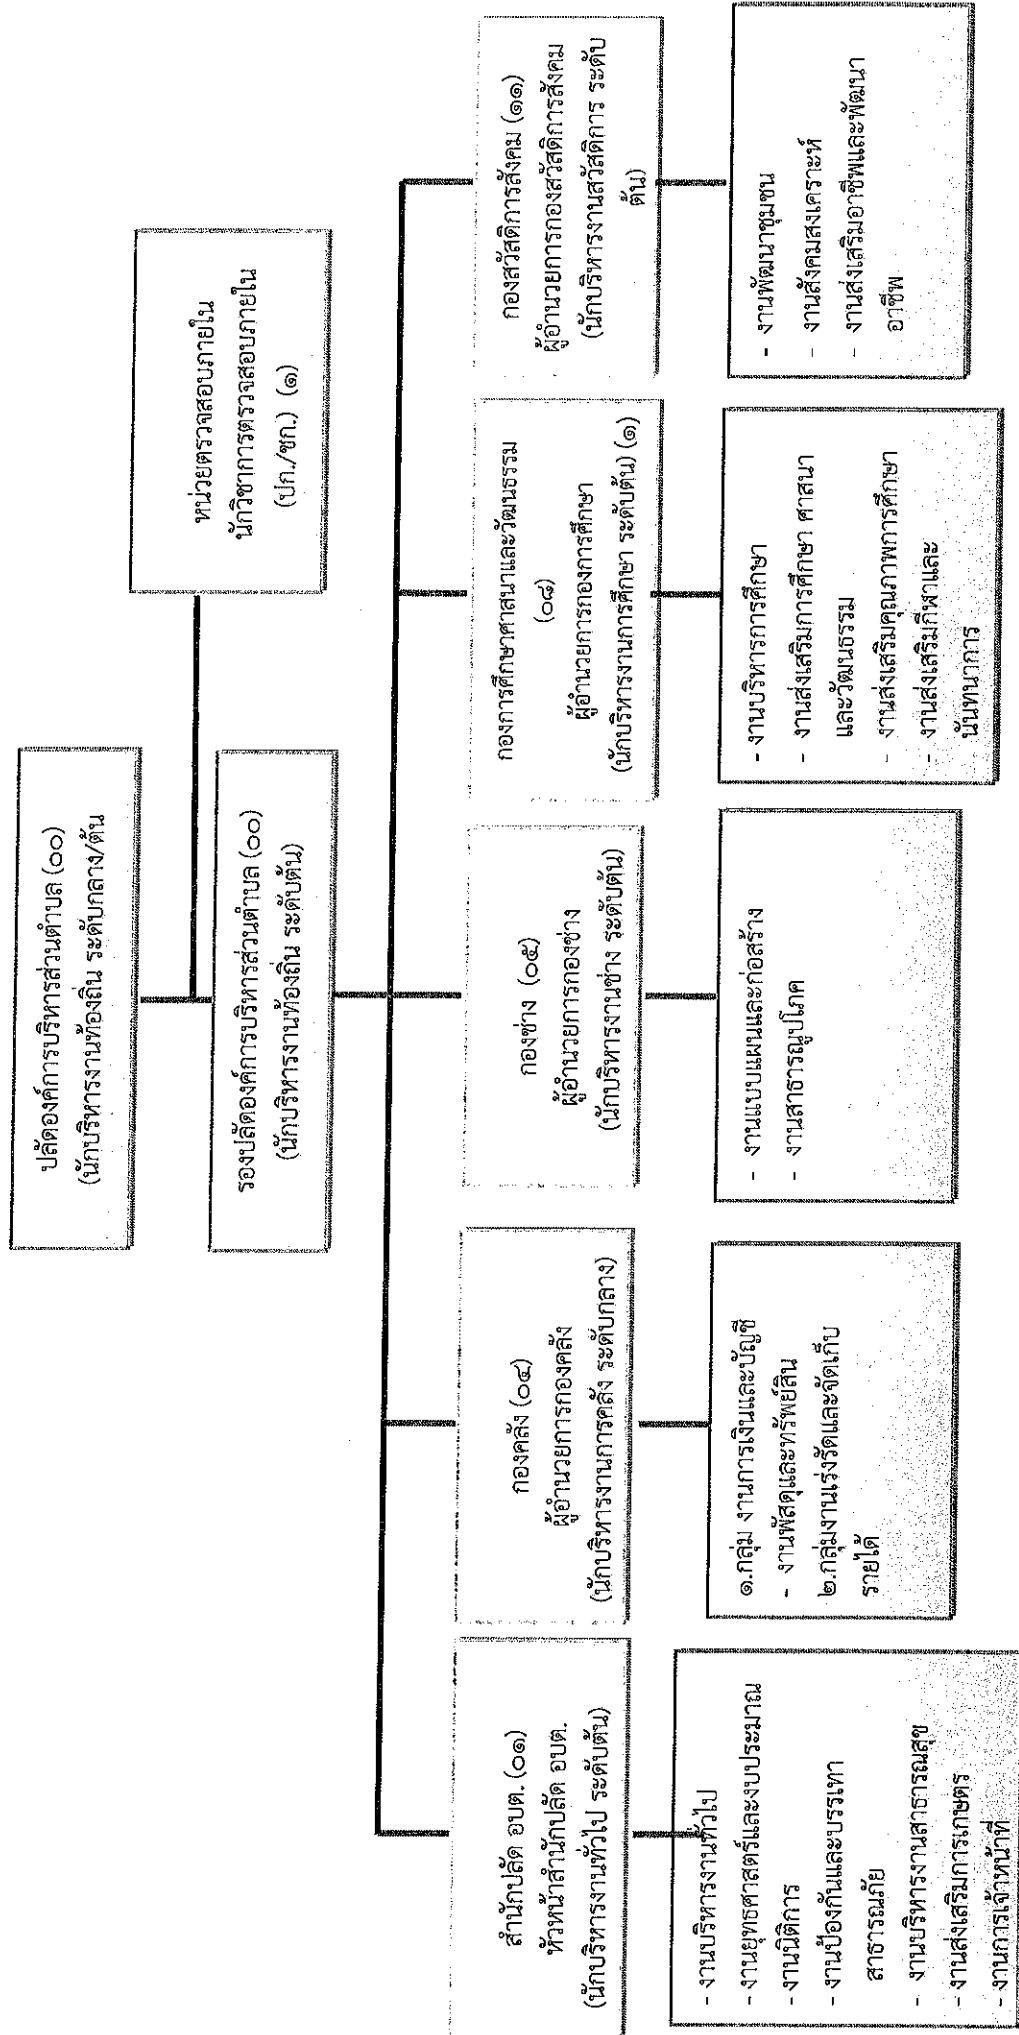 ปลัดองค์การบริหารส่วนตำบล (๐๐)
(นักบริหารงานท้องถิ่น ระดับกลาง/ต้น
หน่วยตรวจสอบภายใน
นักวิชาการตรวจสอบภายใน
(ปก./ชก.) (๑)
รองปลัดองค์การบริหารส่วนตำบล (๐๐)
(นักบริหารงานท้องถิ่น ระดับต้น)
สำนักปลัด อบต. (๐๑)
หัวหน้าสำนักปลัด อบต.
(นักบริหารงานทั่วไป ระดับต้น)
กองคลัง (๐๔)
ผู้อำนวยการกองคลัง
(นักบริหารงานการคลัง ระดับกลาง)
กองช่าง (๐๕)
ผู้อำนวยการกองช่าง
(นักบริหารงานช่าง ระดับต้น)
กองการศึกษาศาสนาและวัฒนธรรม
(๐๘)
ผู้อำนวยการกองการศึกษา
(นักบริหารงานการศึกษา ระดับต้น) (๑)
กองสวัสดิการสังคม (๑๑)
ผู้อำนวยการกองสวัสดิการสังคม
(นักบริหารงานสวัสดิการ ระดับ
ต้น)
- งานบริหารงานทั่วไป
- งานยุทธศาสตร์และงบประมาณ
- งานนิติการ
- งานป้องกันและบรรเทา
สาธารณภัย
- งานบริหารงานสาธารณสุข
- งานส่งเสริมการเกษตร
- งานการเจ้าหน้าที่
๑.กลุ่ม งานการเงินและบัญชี
- งานพัสดุและทรัพย์สิน
๒.กลุ่มงานเร่งรัดและจัดเก็บ
รายได้
- งานแบบแผนและก่อสร้าง
- งานสาธารณูปโภค
- งานบริหารการศึกษา
- งานส่งเสริมการศึกษา ศาสนา
และวัฒนธรรม
- งานส่งเสริมคุณภาพการศึกษา
- งานส่งเสริมกีฬาและ
นันทนาการ
- งานพัฒนาชุมชน
- งานสังคมสงเคราะห์
- งานส่งเสริมอาชีพและพัฒนา
อาชีพ